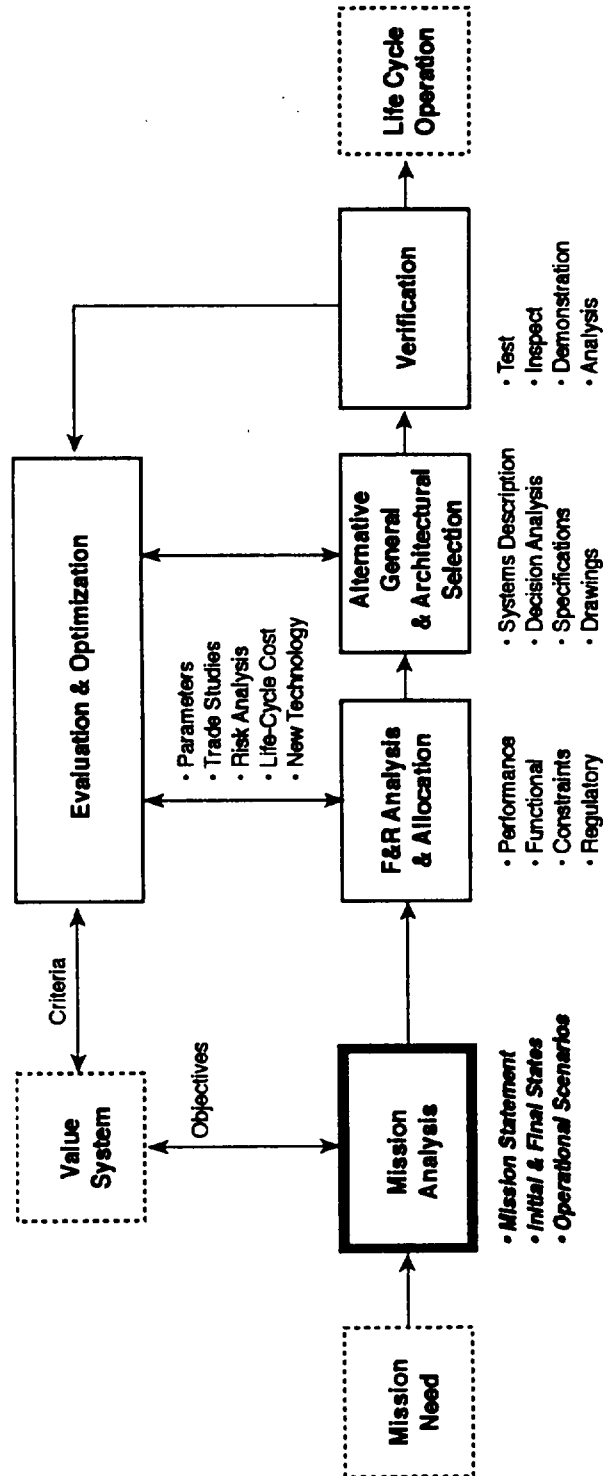 Value
System
Criteria
Evaluation & Optimization
Objectives
• Parameters
• Trade Studies
• Risk Analysis
• Life-Cycle Cost
• New Technology
Mission
Need
Mission
Analysis
F&R Analysis
& Allocation
Alternative
General
& Architectural
Selection
Verification
Life Cycle
Operation
• Mission Statement
• Initial & Final States
• Operational Scenarios
• Performance
• Functional
• Constraints
• Regulatory
• Systems Description
• Decision Analysis
• Specifications
• Drawings
• Test
• Inspect
• Demonstration
• Analysis